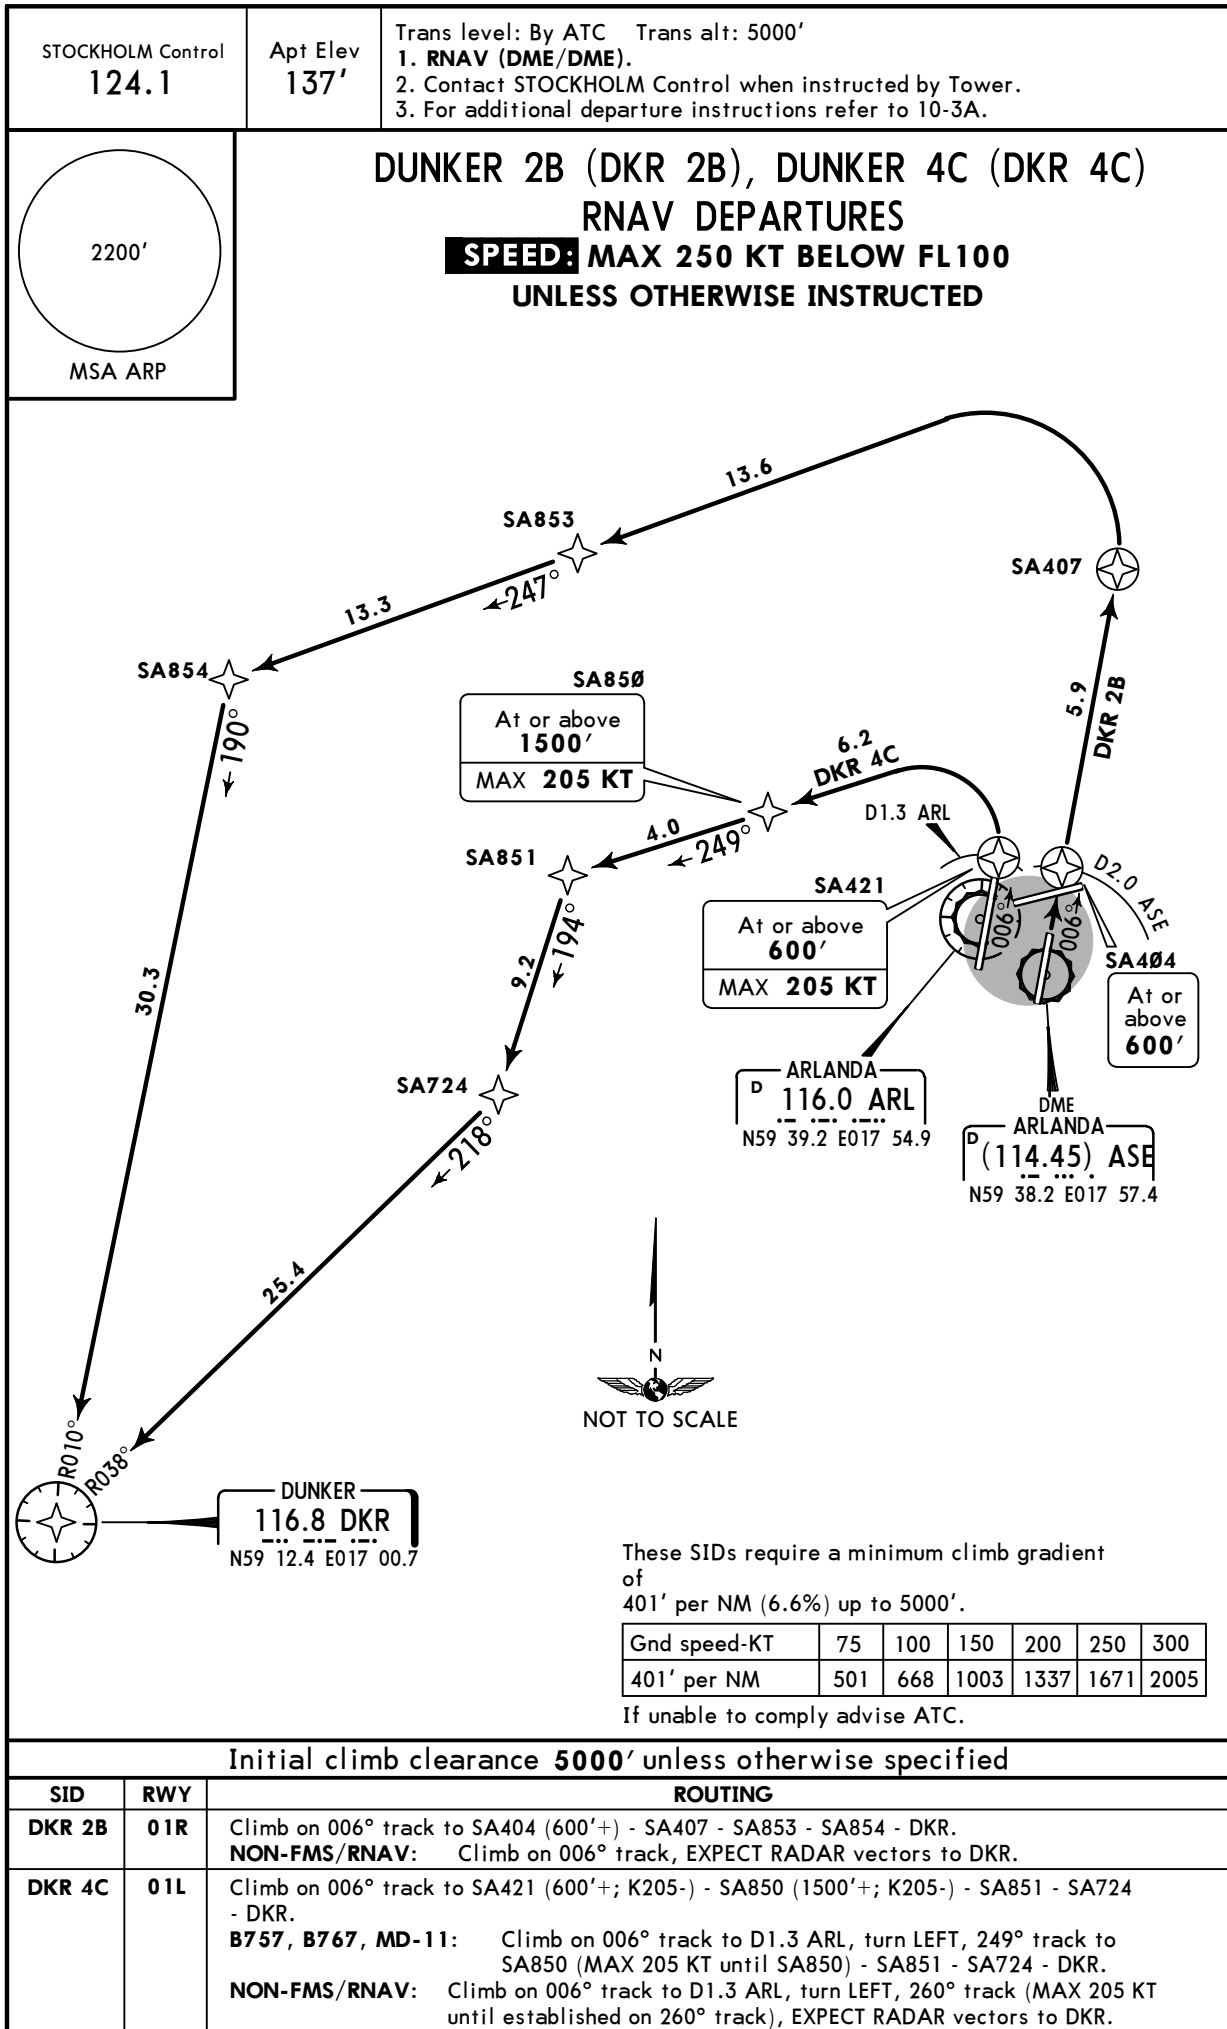 STOCKHOLM Control
124.1
Apt Elev
137'
Trans level: By ATC Trans alt: 5000'
1. RNAV (DME/DME).
2. Contact STOCKHOLM Control when instructed by Tower.
3. For additional departure instructions refer to 10-3A.
2200'
MSA ARP
DUNKER 2B (DKR 2B), DUNKER 4C (DKR 4C)
RNAV DEPARTURES
SPEED: MAX 250 KT BELOW FL100
UNLESS OTHERWISE INSTRUCTED
13.6
SA853
SA407
247°
13.3
SA854
190°
SA85Ø
At or above
1500'
MAX 205 KT
5.9
DKR 2B
6.2
DKR 4C
D1.3 ARL
4.0
249°
SA851
194°
D2.0 ASE
SA421
At or above
600'
MAX 205 KT
006°
006°
SA4Ø4
At or
above
600'
9.2
30.3
SA724
218°
ARLANDA
D 116.0 ARL
N59 39.2 E017 54.9
DME
ARLANDA
D (114.45) ASE
N59 38.2 E017 57.4
25.4
N
NOT TO SCALE
R010°
R038°
DUNKER
116.8 DKR
N59 12.4 E017 00.7
These SIDs require a minimum climb gradient
of
401' per NM (6.6%) up to 5000'.
Gnd speed-KT 75 100 150 200 250 300
401' per NM 501 668 1003 1337 1671 2005
If unable to comply advise ATC.
Initial climb clearance 5000' unless otherwise specified
SID RWY ROUTING
DKR 2B 01R Climb on 006° track to SA404 (600'+) - SA407 - SA853 - SA854 - DKR.
NON-FMS/RNAV: Climb on 006° track, EXPECT RADAR vectors to DKR.
DKR 4C 01L Climb on 006° track to SA421 (600'+; K205-) - SA850 (1500'+; K205-) - SA851 - SA724
- DKR.
B757, B767, MD-11: Climb on 006° track to D1.3 ARL, turn LEFT, 249° track to
SA850 (MAX 205 KT until SA850) - SA851 - SA724 - DKR.
NON-FMS/RNAV: Climb on 006° track to D1.3 ARL, turn LEFT, 260° track (MAX 205 KT
until established on 260° track), EXPECT RADAR vectors to DKR.